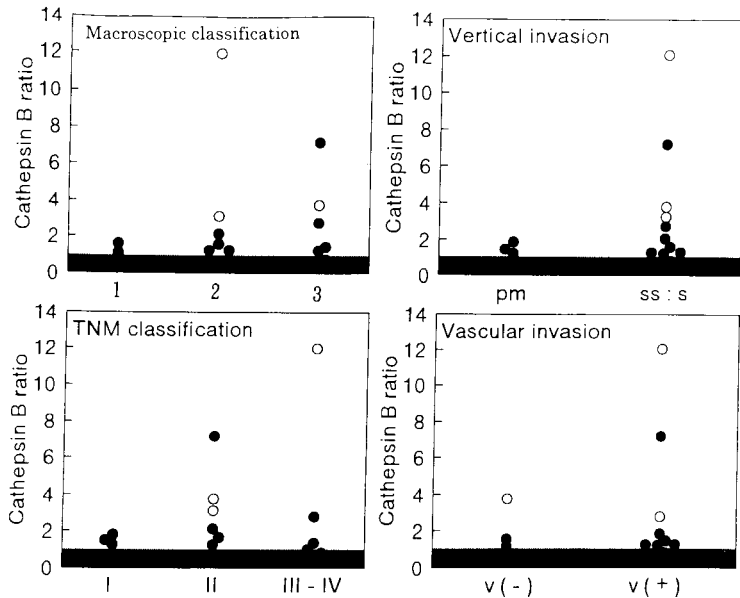 Macroscopic classification
Cathepsin B ratio
14
12
10
8
6
4
2
0
1 2 3
Vertical invasion
Cathepsin B ratio
14
12
10
8
6
4
2
0
pm ss : s
TNM classification
Cathepsin B ratio
14
12
10
8
6
4
2
0
I II III - IV
Vascular invasion
Cathepsin B ratio
14
12
10
8
6
4
2
0
v ( - ) v ( + )